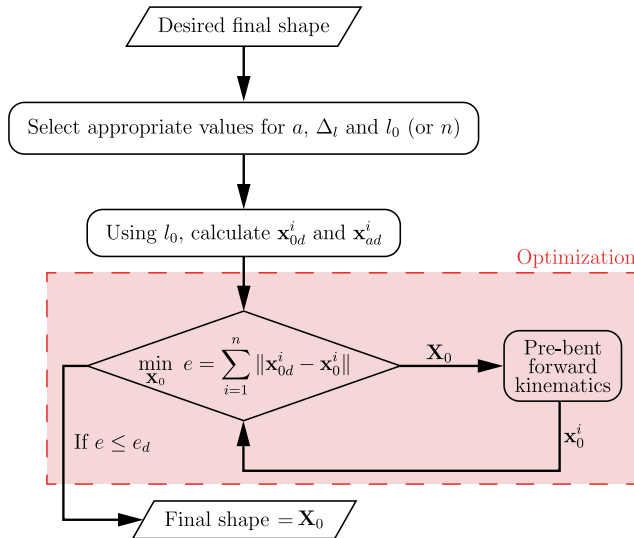 Desired final shape
Select appropriate values for a, Δ_l and l_0 (or n)
Using l_0, calculate x^i_{0d} and x^i_{ad}
Optimization
min_{X_0} e = ∑_{i=1}^{n} ‖x^i_{0d} − x^i_0‖
X_0
Pre-bent
forward
kinematics
x^i_0
If e ≤ e_d
Final shape = X_0